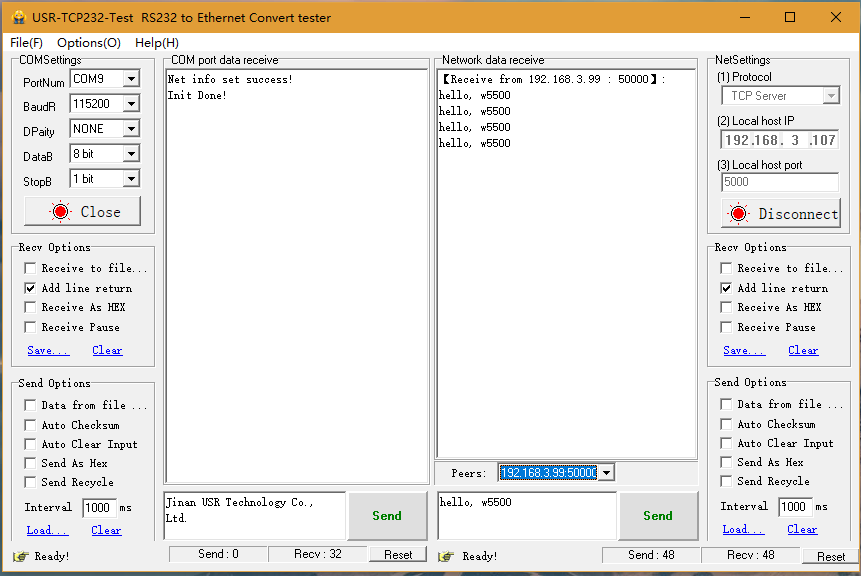 USR-TCP232-Test RS232 to Ethernet Convert tester
File(F) Options(O) Help(H)
COMSettings
PortNum COM9
BaudR 115200
DPaity NONE
DataB 8 bit
StopB 1 bit
Close
Recv Options
Receive to file...
Add line return
Receive As HEX
Receive Pause
Save... Clear
Send Options
Data from file ...
Auto Checksum
Auto Clear Input
Send As Hex
Send Recycle
Interval 1000 ms
Load... Clear
Ready!
COM port data receive
Net info set success!
Init Done!
Jinan USR Technology Co.,
Ltd.
Send
Send : 0 Recv : 32 Reset
Network data receive
【Receive from 192.168.3.99 : 50000】:
hello, w5500
hello, w5500
hello, w5500
hello, w5500
Peers: 192.168.3.99:50000
hello, w5500
Send
Ready!
Send : 48 Recv : 48 Reset
NetSettings
(1) Protocol
TCP Server
(2) Local host IP
192.168. 3 .107
(3) Local host port
5000
Disconnect
Recv Options
Receive to file...
Add line return
Receive As HEX
Receive Pause
Save... Clear
Send Options
Data from file ...
Auto Checksum
Auto Clear Input
Send As Hex
Send Recycle
Interval 1000 ms
Load... Clear